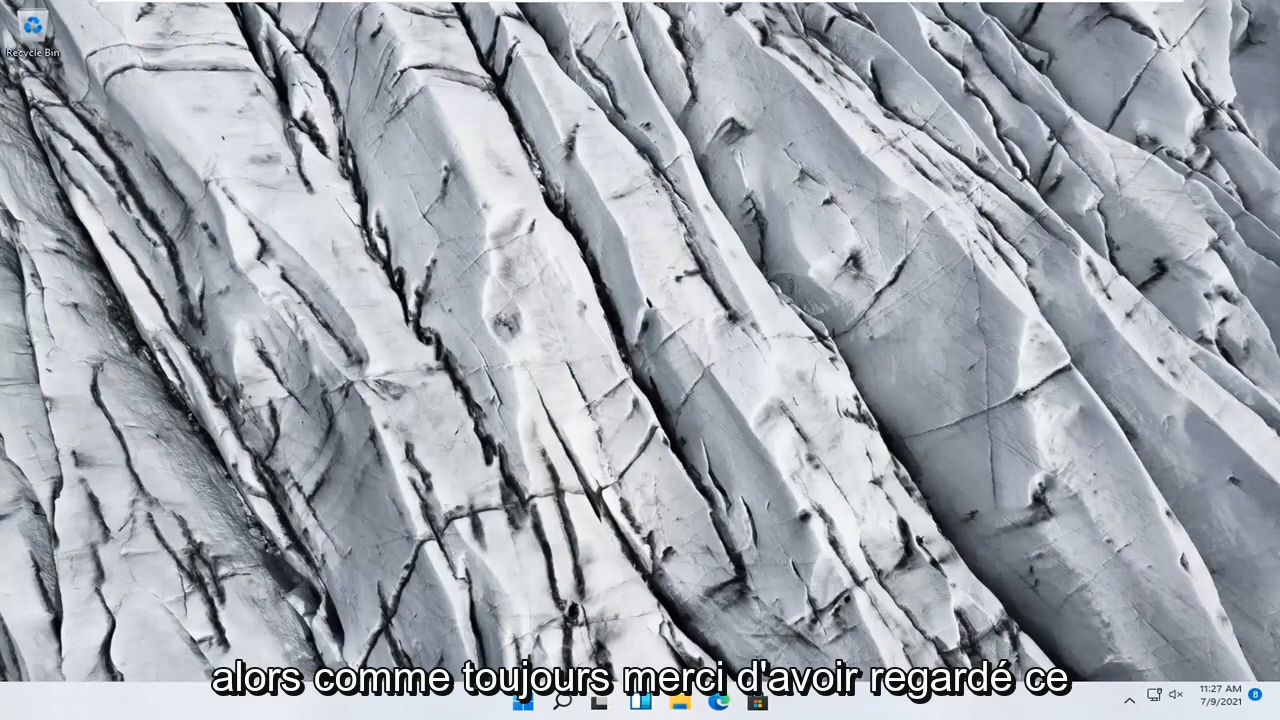 Recycle Bin
alors comme toujours merci d'avoir regardé ce
11:27 AM
7/9/2021
8